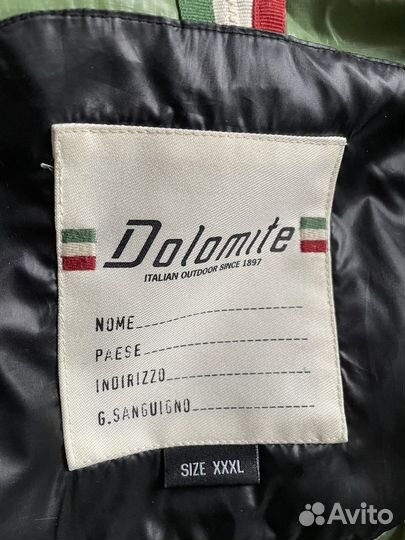 Dolomite
ITALIAN OUTDOOR SINCE 1897
NOME
PAESE
INDIRIZZO
G.SANGUIGNO
SIZE XXXL
Avito